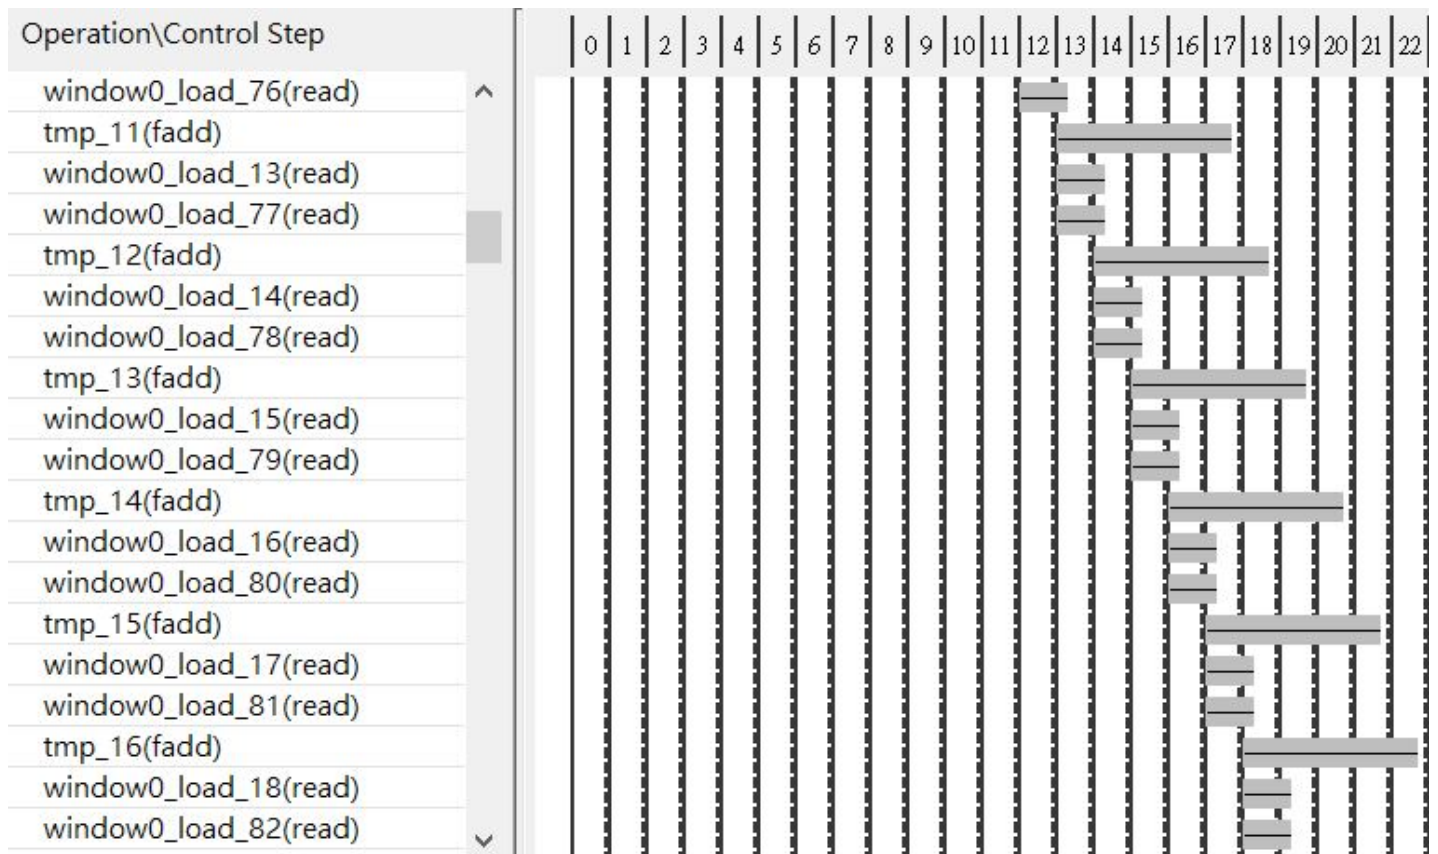 Operation\Control Step
0 1 2 3 4 5 6 7 8 9 10 11 12 13 14 15 16 17 18 19 20 21 22
window0_load_76(read)
tmp_11(fadd)
window0_load_13(read)
window0_load_77(read)
tmp_12(fadd)
window0_load_14(read)
window0_load_78(read)
tmp_13(fadd)
window0_load_15(read)
window0_load_79(read)
tmp_14(fadd)
window0_load_16(read)
window0_load_80(read)
tmp_15(fadd)
window0_load_17(read)
window0_load_81(read)
tmp_16(fadd)
window0_load_18(read)
window0_load_82(read)